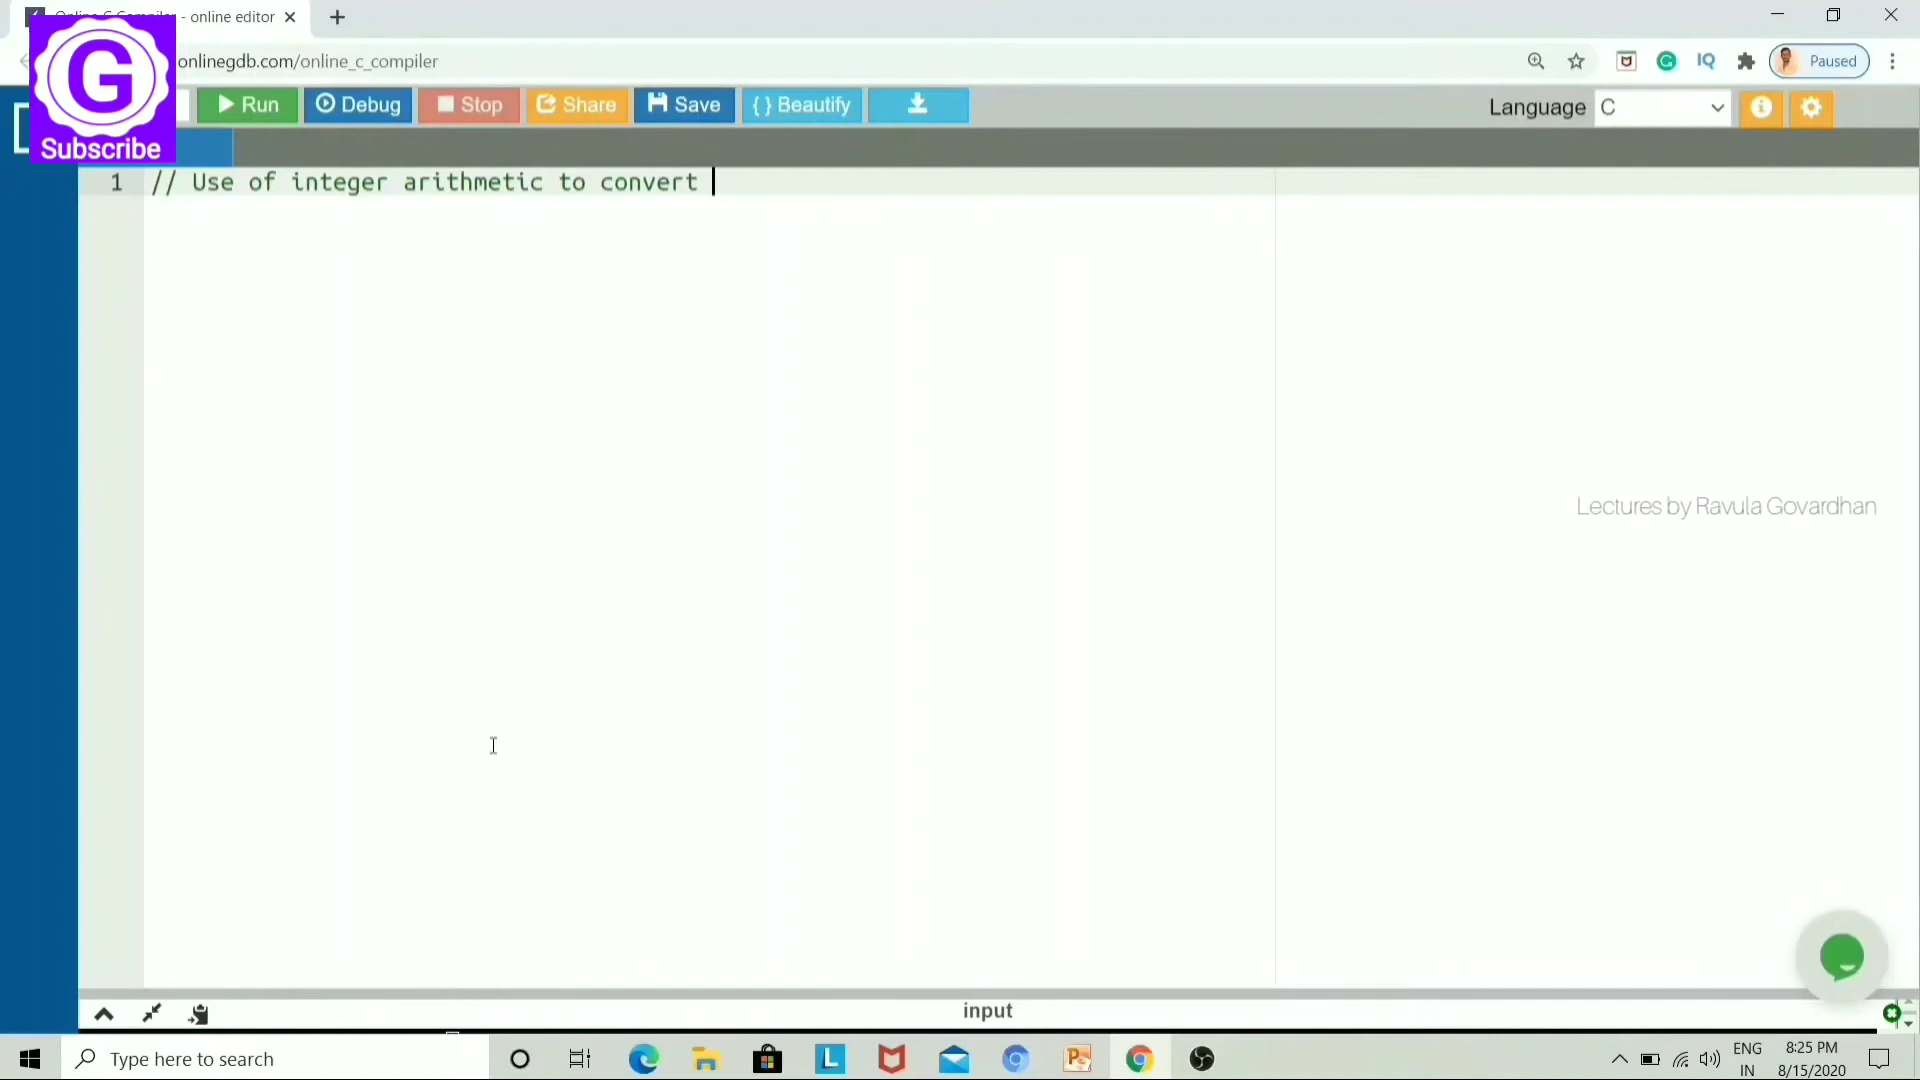 - online editor
G
Subscribe
onlinegdb.com/online_c_compiler
IQ
Paused
Run
Debug
Stop
Share
Save
{ } Beautify
Language
C
1
// Use of integer arithmetic to convert
Lectures by Ravula Govardhan
input
Type here to search
L
P
ENG
IN
8:25 PM
8/15/2020